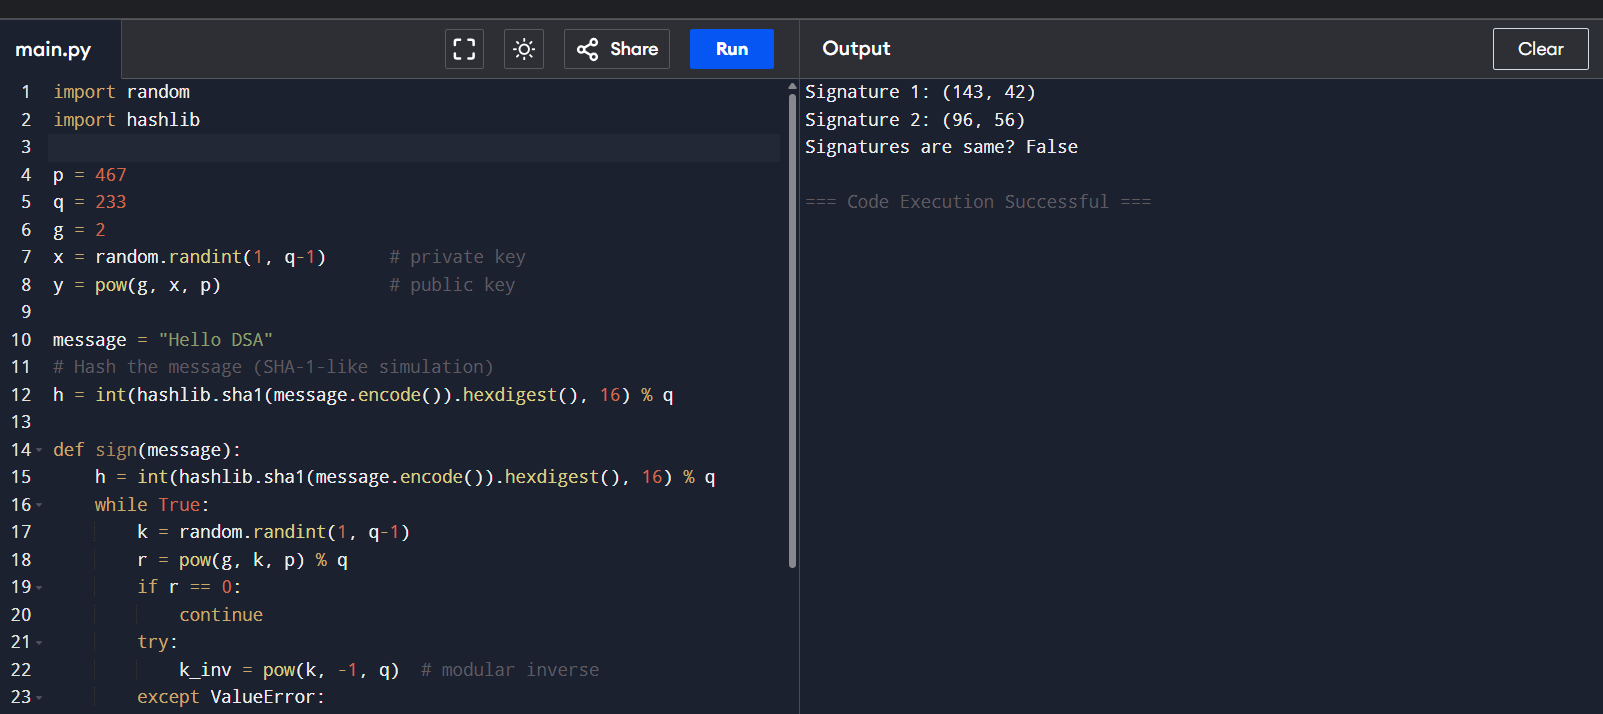 main.py
Share
Run
Output
Clear
1 import random
2 import hashlib
3
4 p = 467
5 q = 233
6 g = 2
7 x = random.randint(1, q-1)      # private key
8 y = pow(g, x, p)                # public key
9
10 message = "Hello DSA"
11 # Hash the message (SHA-1-like simulation)
12 h = int(hashlib.sha1(message.encode()).hexdigest(), 16) % q
13
14 def sign(message):
15     h = int(hashlib.sha1(message.encode()).hexdigest(), 16) % q
16     while True:
17         k = random.randint(1, q-1)
18         r = pow(g, k, p) % q
19         if r == 0:
20             continue
21         try:
22             k_inv = pow(k, -1, q)  # modular inverse
23         except ValueError:
Signature 1: (143, 42)
Signature 2: (96, 56)
Signatures are same? False
=== Code Execution Successful ===